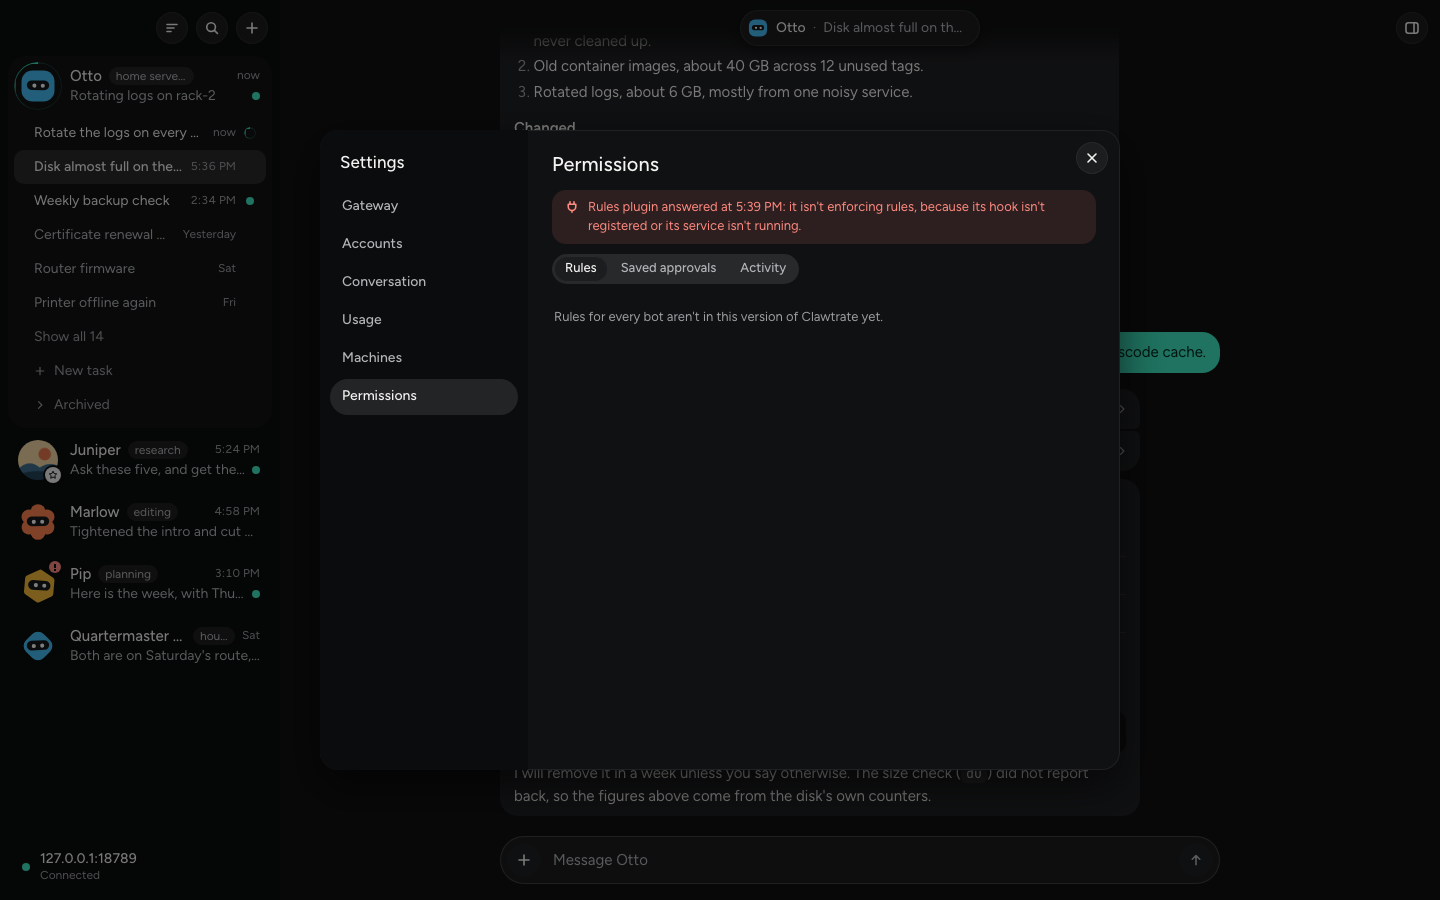 Otto · Disk almost full on th...
Otto home serve... now
Rotating logs on rack-2
Rotate the logs on every ... now
Disk almost full on the... 5:36 PM
Weekly backup check 2:34 PM
Certificate renewal ... Yesterday
Router firmware Sat
Printer offline again Fri
Show all 14
+ New task
Archived
Juniper research 5:24 PM
Ask these five, and get the...
Marlow editing 4:58 PM
Tightened the intro and cut ...
Pip planning 3:10 PM
Here is the week, with Thu...
Quartermaster ... hou... Sat
Both are on Saturday's route,...
127.0.0.1:18789
Connected
never cleaned up.
2. Old container images, about 40 GB across 12 unused tags.
3. Rotated logs, about 6 GB, mostly from one noisy service.
Changed
Settings
Gateway
Accounts
Conversation
Usage
Machines
Permissions
Permissions
Rules plugin answered at 5:39 PM: it isn't enforcing rules, because its hook isn't
registered or its service isn't running.
Rules Saved approvals Activity
Rules for every bot aren't in this version of Clawtrate yet.
scode cache.
I will remove it in a week unless you say otherwise. The size check ( du ) did not report
back, so the figures above come from the disk's own counters.
Message Otto